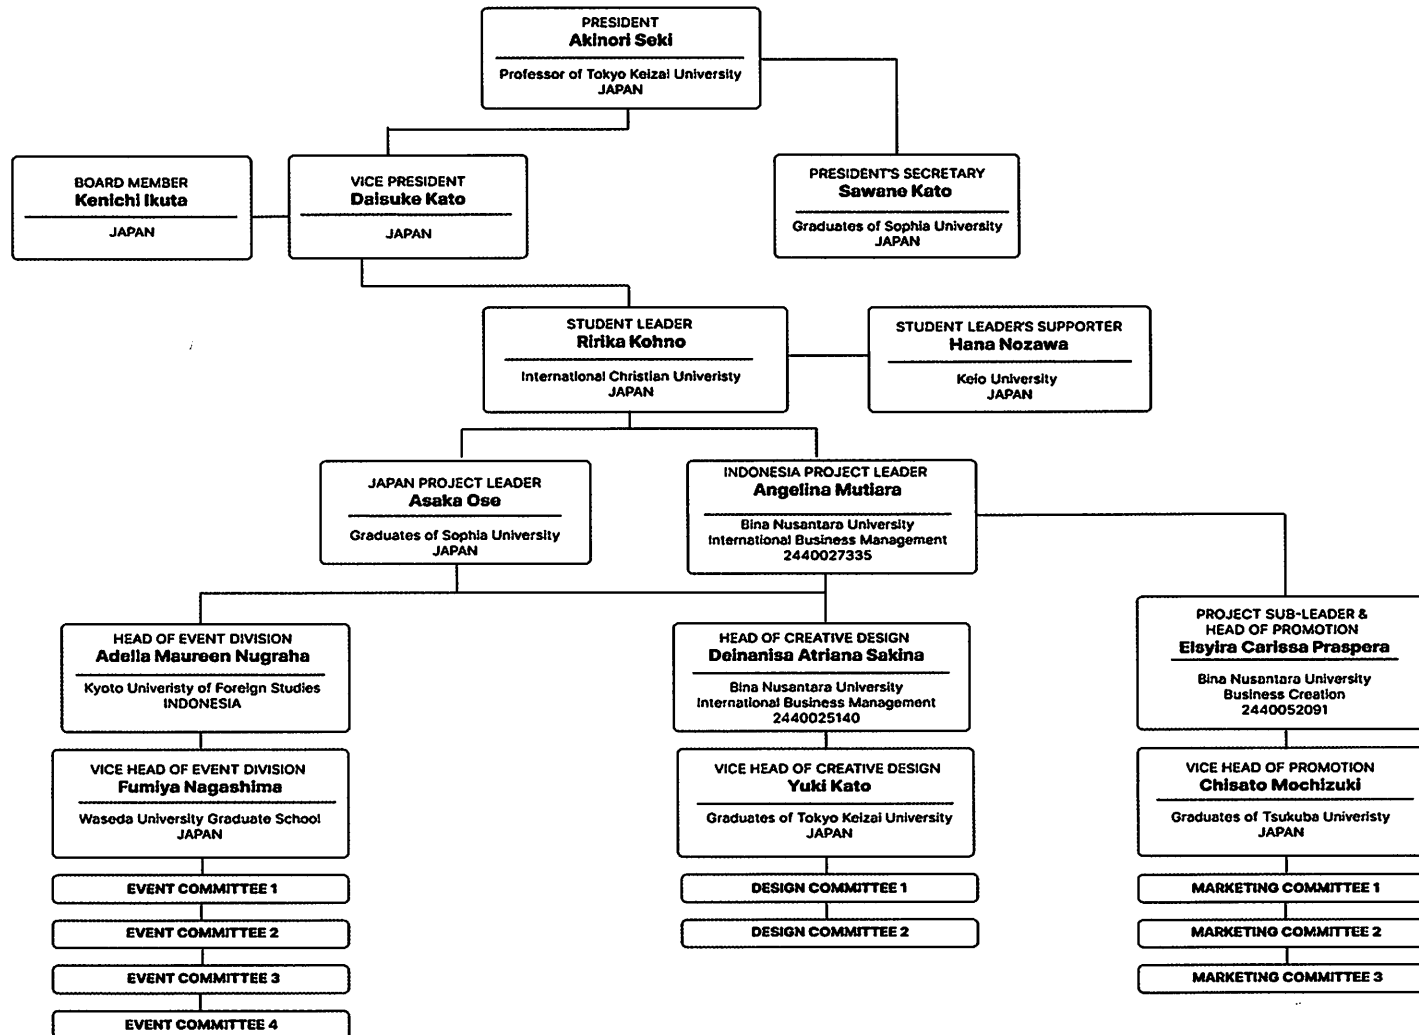 PRESIDENT
Akinori Seki
Professor of Tokyo Keizai University
JAPAN
BOARD MEMBER
Kenichi Ikuta
JAPAN
VICE PRESIDENT
Daisuke Kato
JAPAN
PRESIDENT'S SECRETARY
Sawane Kato
Graduates of Sophia University
JAPAN
STUDENT LEADER
Ririka Kohno
International Christian Univeristy
JAPAN
STUDENT LEADER'S SUPPORTER
Hana Nozawa
Keio University
JAPAN
JAPAN PROJECT LEADER
Asaka Ose
Graduates of Sophia University
JAPAN
INDONESIA PROJECT LEADER
Angelina Mutiara
Bina Nusantara University
International Business Management
2440027335
HEAD OF EVENT DIVISION
Adelia Maureen Nugraha
Kyoto Univeristy of Foreign Studies
INDONESIA
HEAD OF CREATIVE DESIGN
Deinanisa Atriana Sakina
Bina Nusantara University
International Business Management
2440025140
PROJECT SUB-LEADER &
HEAD OF PROMOTION
Elsyira Carissa Praspera
Bina Nusantara University
Business Creation
2440052091
VICE HEAD OF EVENT DIVISION
Fumiya Nagashima
Waseda University Graduate School
JAPAN
VICE HEAD OF CREATIVE DESIGN
Yuki Kato
Graduates of Tokyo Keizai University
JAPAN
VICE HEAD OF PROMOTION
Chisato Mochizuki
Graduates of Tsukuba Univeristy
JAPAN
EVENT COMMITTEE 1
DESIGN COMMITTEE 1
MARKETING COMMITTEE 1
EVENT COMMITTEE 2
DESIGN COMMITTEE 2
MARKETING COMMITTEE 2
EVENT COMMITTEE 3
MARKETING COMMITTEE 3
EVENT COMMITTEE 4